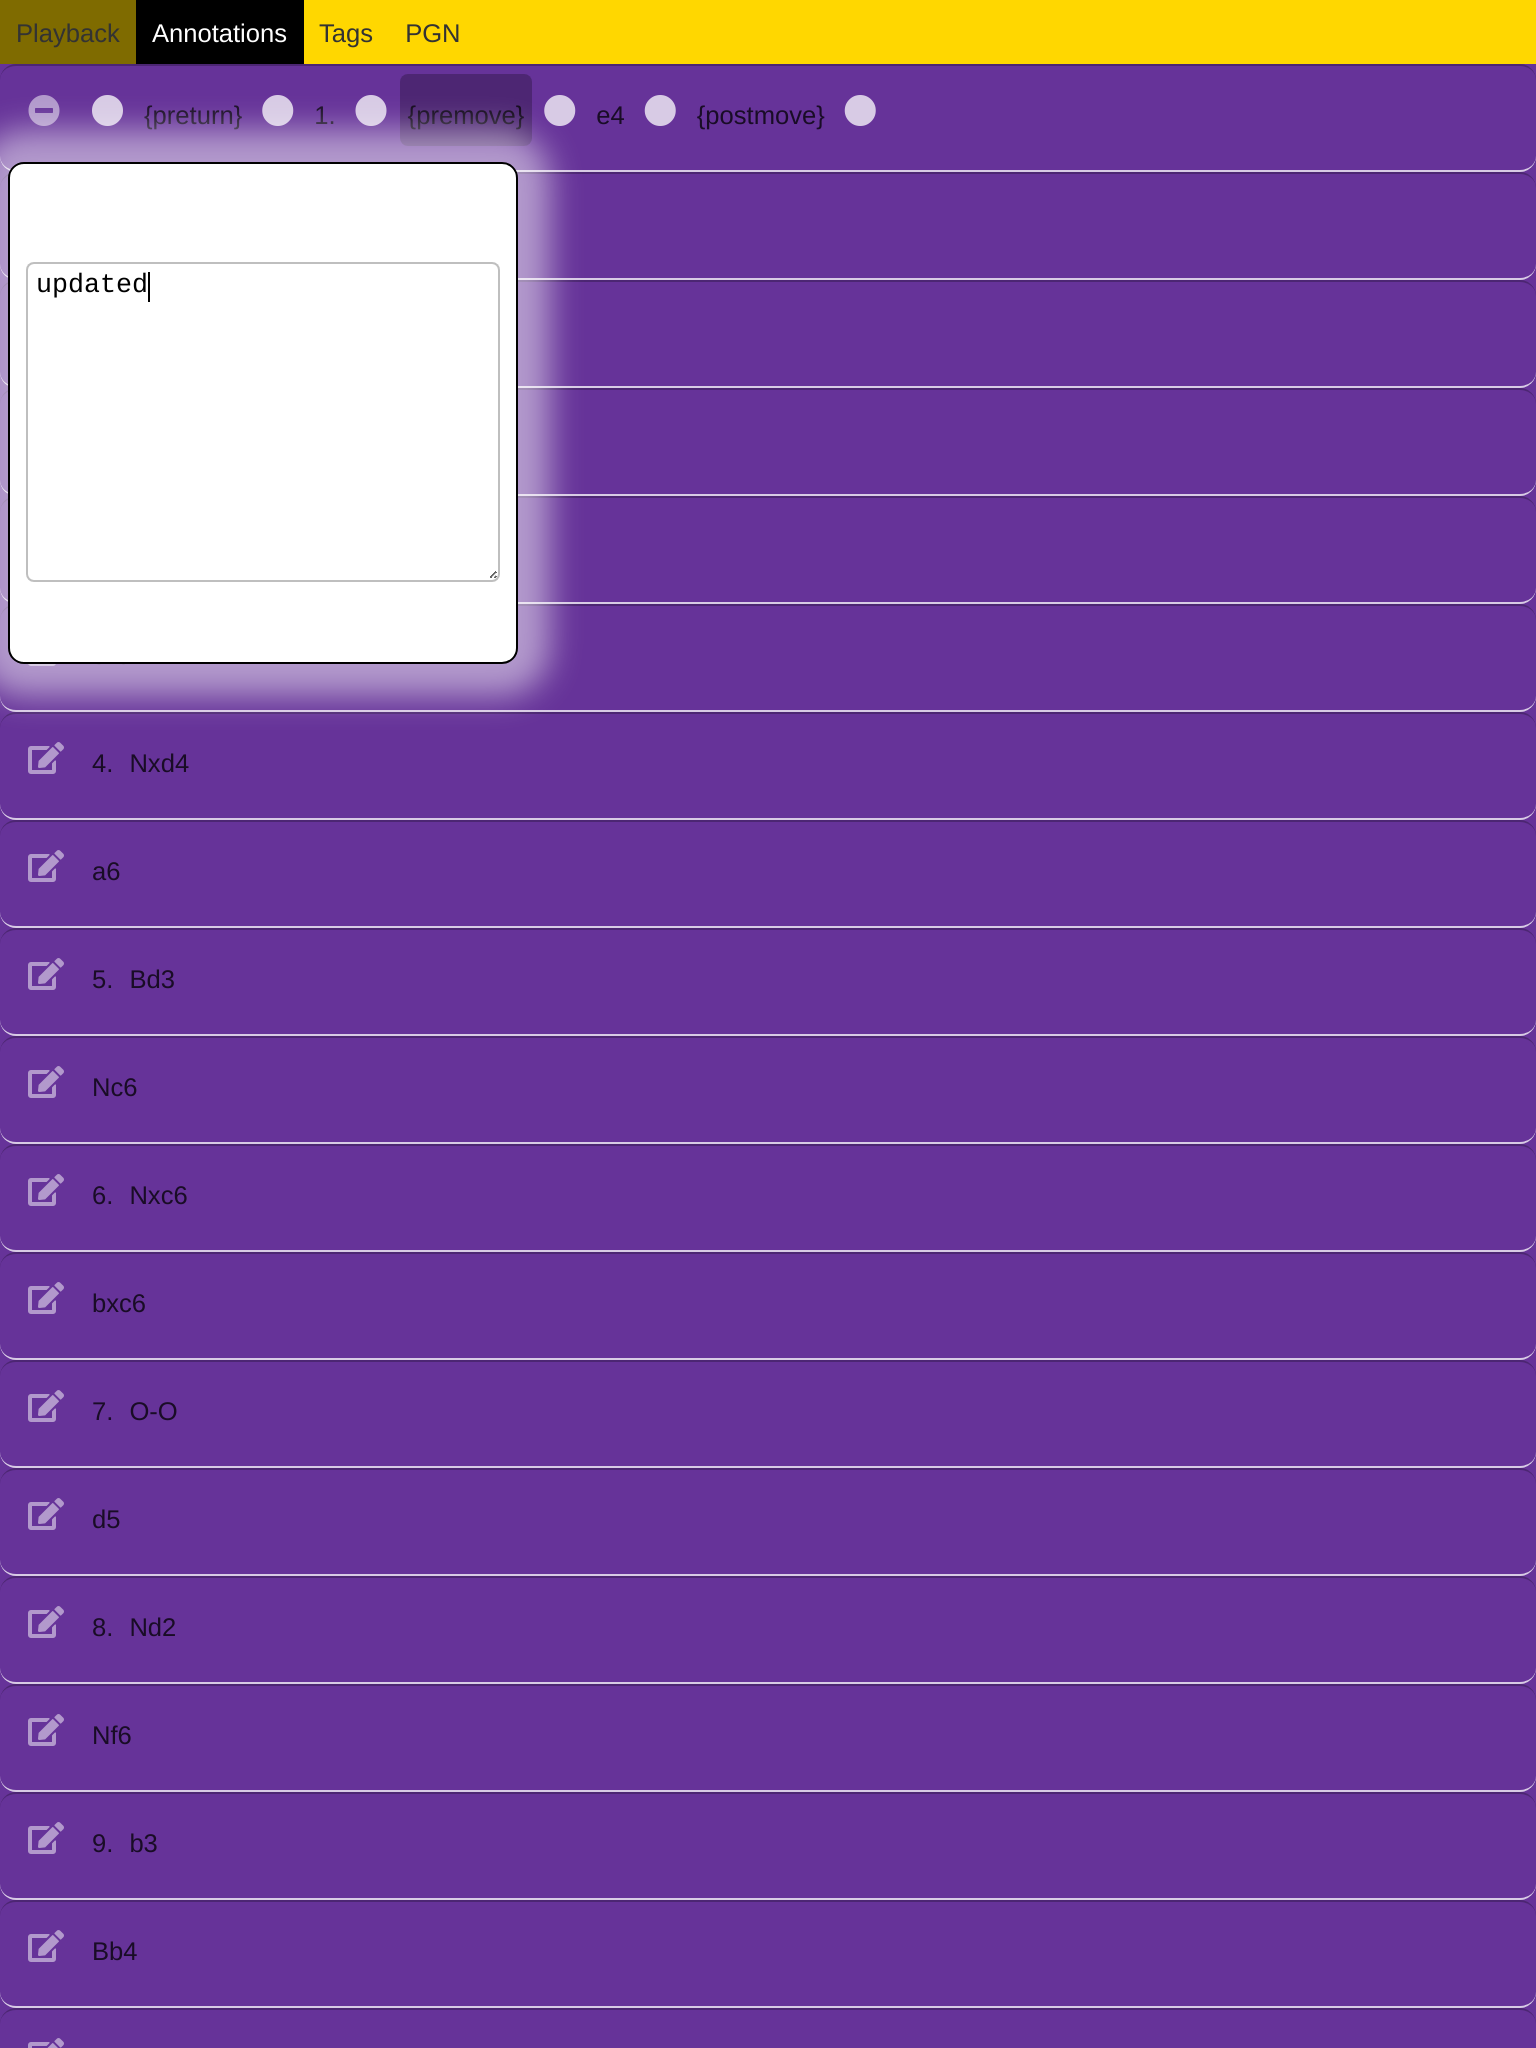 Playback Annotations Tags PGN
{preturn} 1. {premove} e4 {postmove}
updated
4. Nxd4
a6
5. Bd3
Nc6
6. Nxc6
bxc6
7. O-O
d5
8. Nd2
Nf6
9. b3
Bb4